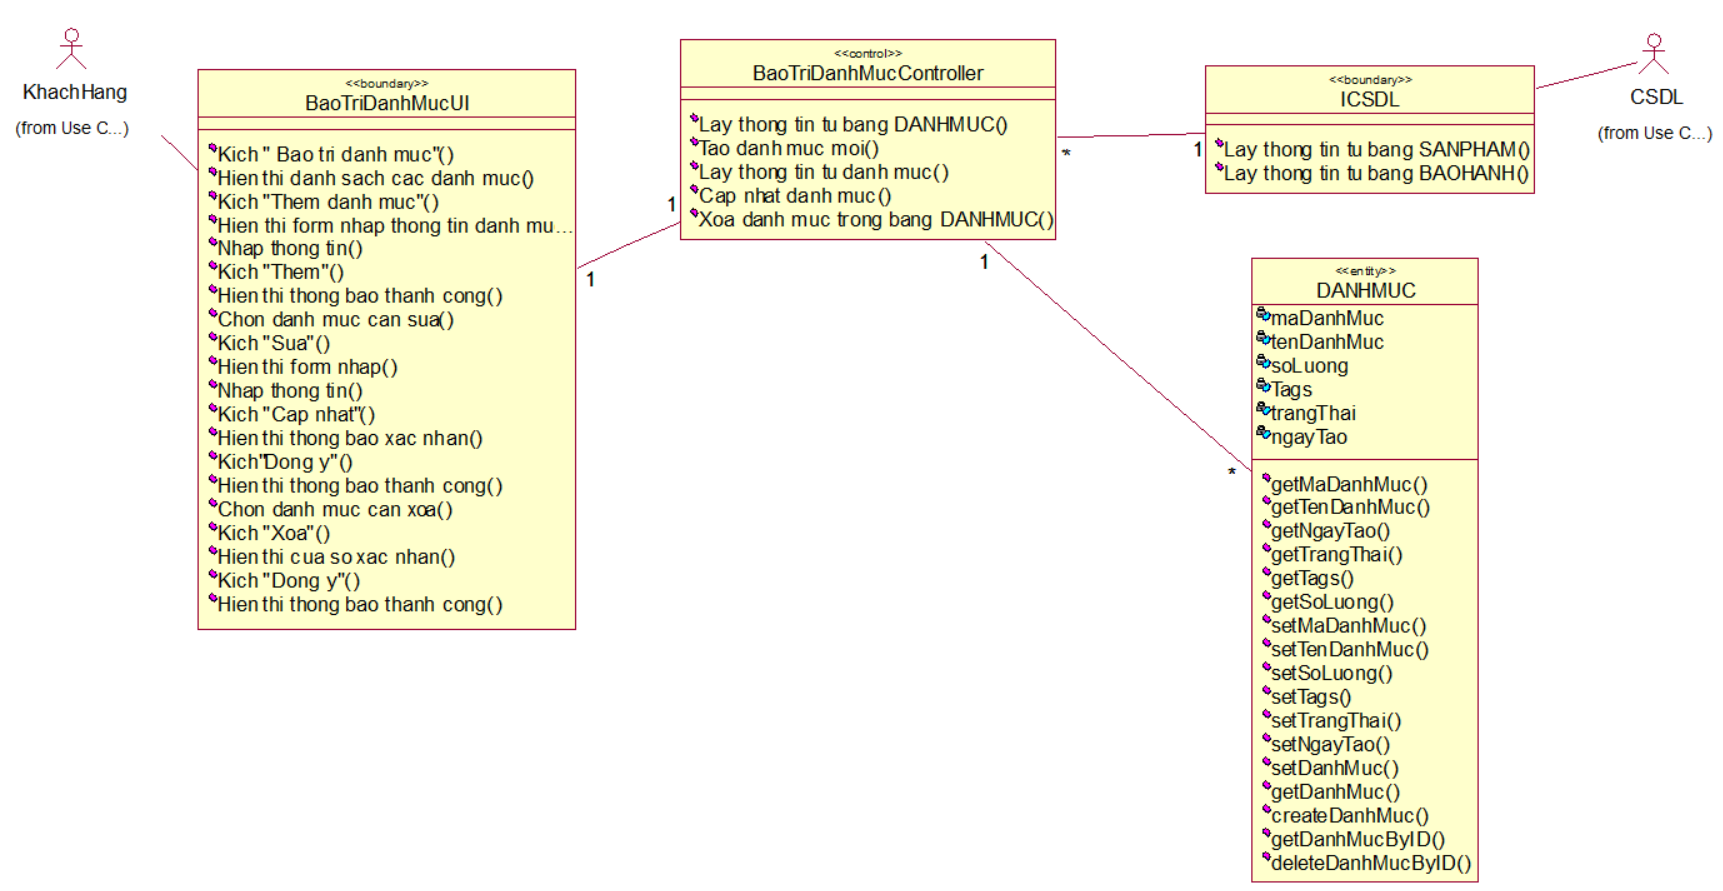 KhachHang
(from Use C...)
<<boundary>>
BaoTriDanhMucUI
Kich " Bao tri danh muc"()
Hien thi danh sach cac danh muc()
Kich "Them danh muc"()
Hien thi form nhap thong tin danh mu...
Nhap thong tin()
Kich "Them"()
Hien thi thong bao thanh cong()
Chon danh muc can sua()
Kich "Sua"()
Hien thi form nhap()
Nhap thong tin()
Kich "Cap nhat"()
Hien thi thong bao xac nhan()
Kich"Dong y"()
Hien thi thong bao thanh cong()
Chon danh muc can xoa()
Kich "Xoa"()
Hien thi cua so xac nhan()
Kich "Dong y"()
Hien thi thong bao thanh cong()
1
1
<<control>>
BaoTriDanhMucController
Lay thong tin tu bang DANHMUC()
Tao danh muc moi()
Lay thong tin tu danh muc()
Cap nhat danh muc()
Xoa danh muc trong bang DANHMUC()
*
1
1
*
<<boundary>>
ICSDL
Lay thong tin tu bang SANPHAM()
Lay thong tin tu bang BAOHANH()
CSDL
(from Use C...)
<<entity>>
DANHMUC
maDanhMuc
tenDanhMuc
soLuong
Tags
trangThai
ngayTao
getMaDanhMuc()
getTenDanhMuc()
getNgayTao()
getTrangThai()
getTags()
getSoLuong()
setMaDanhMuc()
setTenDanhMuc()
setSoLuong()
setTags()
setTrangThai()
setNgayTao()
setDanhMuc()
getDanhMuc()
createDanhMuc()
getDanhMucByID()
deleteDanhMucByID()